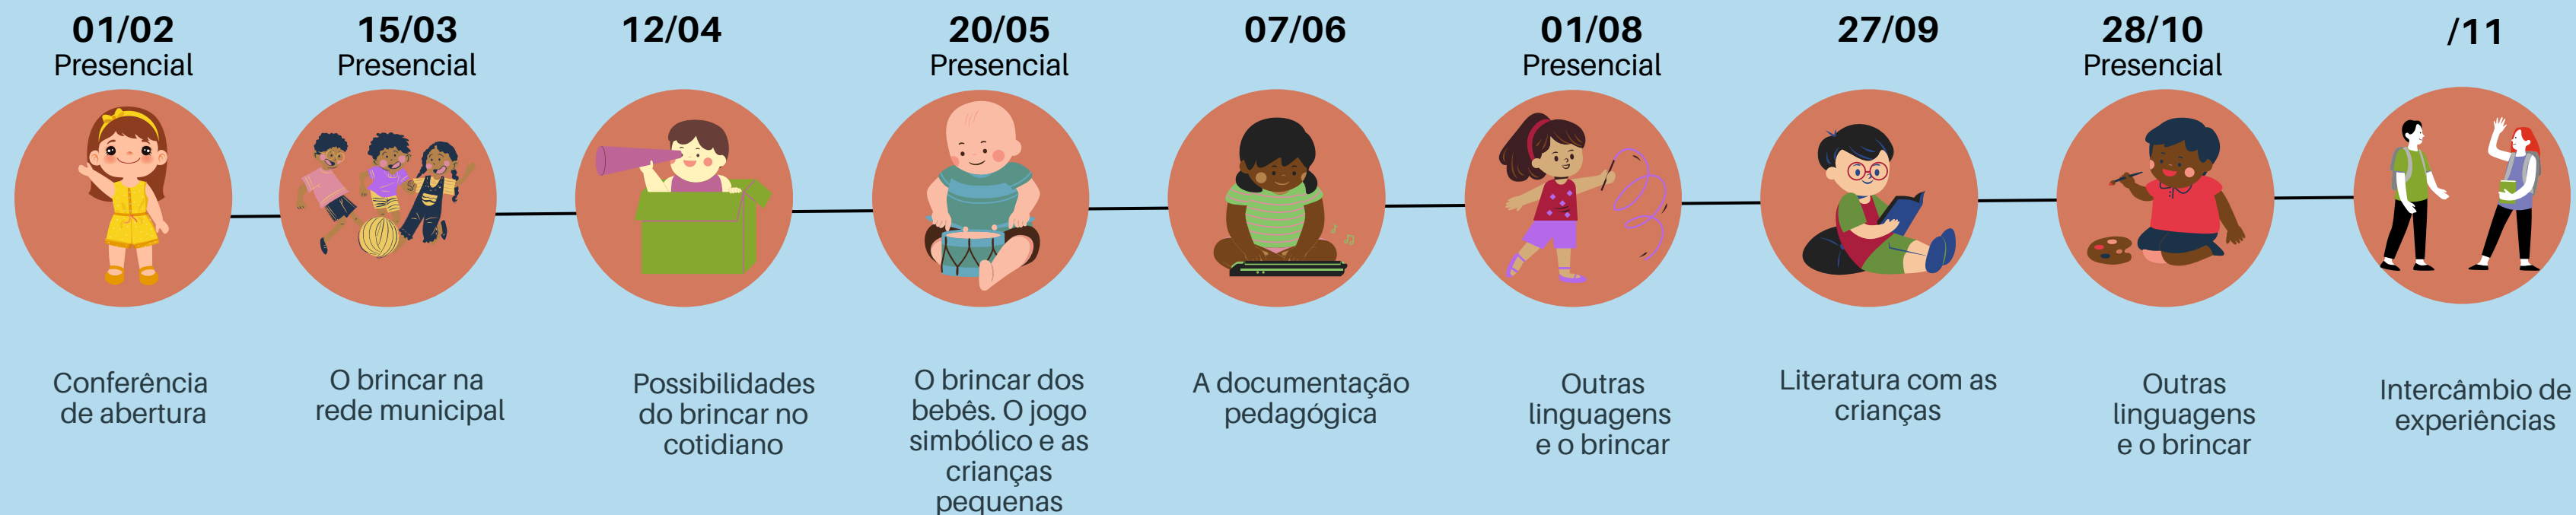 01/02
Presencial
Conferência
de abertura
15/03
Presencial
O brincar na
rede municipal
12/04
Possibilidades
do brincar no
cotidiano
20/05
Presencial
O brincar dos
bebês. O jogo
simbólico e as
crianças
pequenas
07/06
A documentação
pedagógica
01/08
Presencial
Outras
linguagens
e o brincar
27/09
Literatura com as
crianças
28/10
Presencial
Outras
linguagens
e o brincar
/11
Intercâmbio de
experiências